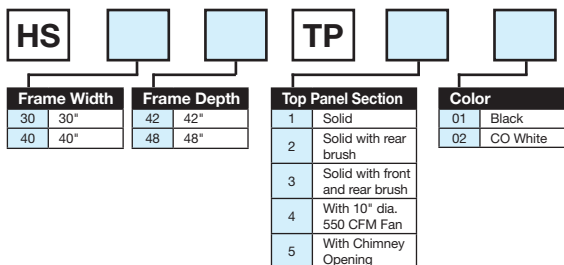 HS TP
Frame Width
30 30"
40 40"
Frame Depth
42 42"
48 48"
Top Panel Section
1 Solid
2 Solid with rear
brush
3 Solid with front
and rear brush
4 With 10" dia.
550 CFM Fan
5 With Chimney
Opening
Color
01 Black
02 CO White